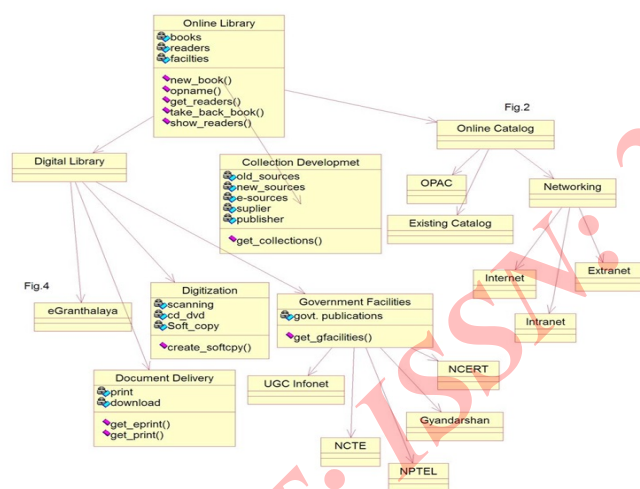 Online Library
books
readers
facilties
new_book()
opname()
get_readers()
take_back_book()
show_readers()
Fig.2
Online Catalog
Digital Library
Collection Developmet
old_sources
new_sources
e-sources
suplier
publisher
get_collections()
OPAC
Networking
Existing Catalog
Internet
Extranet
Intranet
Fig.4
eGranthalaya
Digitization
scanning
cd_dvd
Soft_copy
create_softcpy()
Government Facilities
govt. publications
get_gfacilities()
Document Delivery
print
download
get_eprint()
get_print()
UGC Infonet
NCERT
Gyandarshan
NCTE
NPTEL
ISSN: